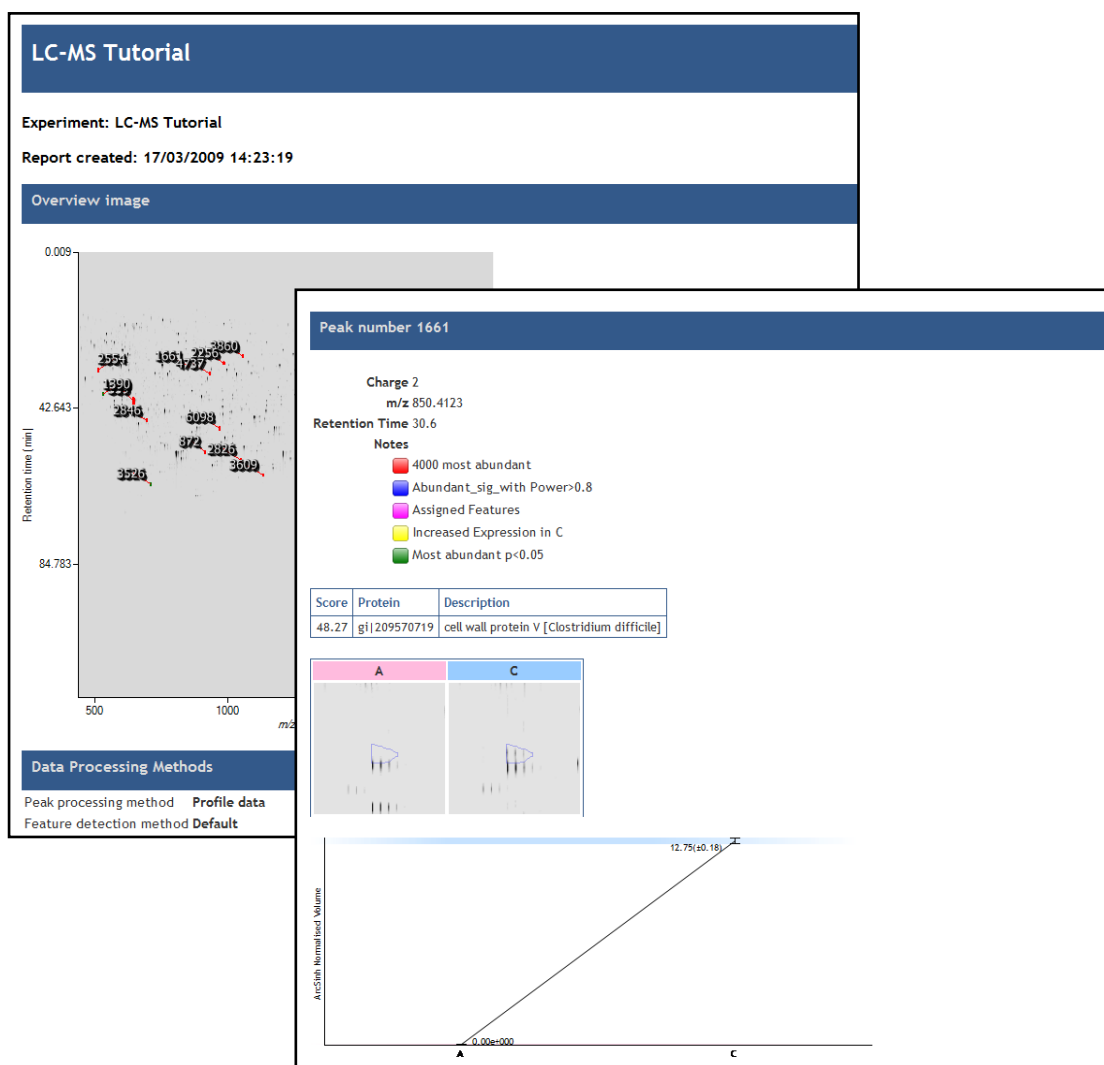 LC-MS Tutorial
Experiment: LC-MS Tutorial
Report created: 17/03/2009 14:23:19
Overview image
0.009
2554
1661
2256
3860
4737
1390
2846
42.643
6098
872
2826
3609
3526
Retention time [min]
84.783
500
1000
m/z
Data Processing Methods
Peak processing method Profile data
Feature detection method Default
Peak number 1661
Charge 2
m/z 850.4123
Retention Time 30.6
Notes
4000 most abundant
Abundant_sig_with Power>0.8
Assigned Features
Increased Expression in C
Most abundant p<0.05
Score Protein Description
48.27 gi|209570719 cell wall protein V [Clostridium difficile]
A C
12.75(±0.18)
ArcSinh Normalised Volume
0.00e+000
A C